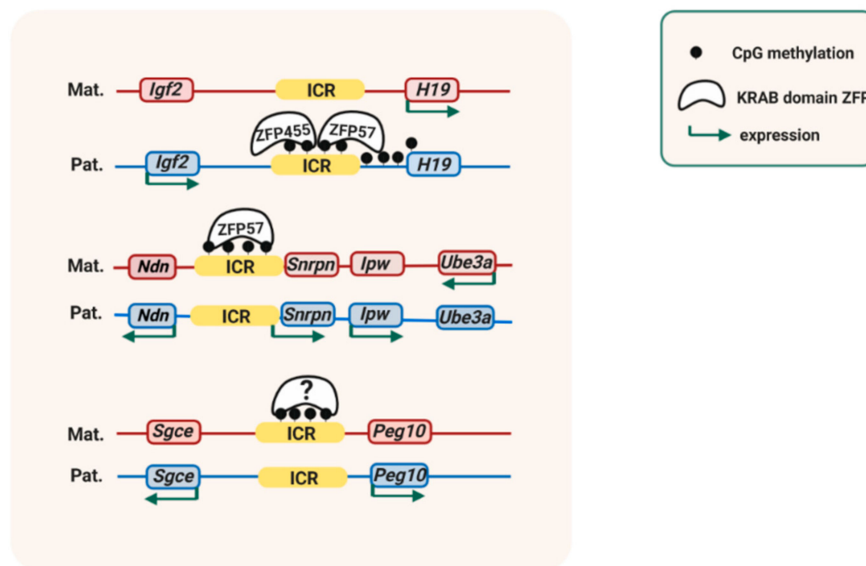 Mat. Igf2 ICR H19
ZFP455 ZFP57
Pat. Igf2 ICR H19
ZFP57
Mat. Ndn ICR Snrpn Ipw Ube3a
Pat. Ndn ICR Snrpn Ipw Ube3a
?
Mat. Sgce ICR Peg10
Pat. Sgce ICR Peg10
CpG methylation
KRAB domain ZFP
expression